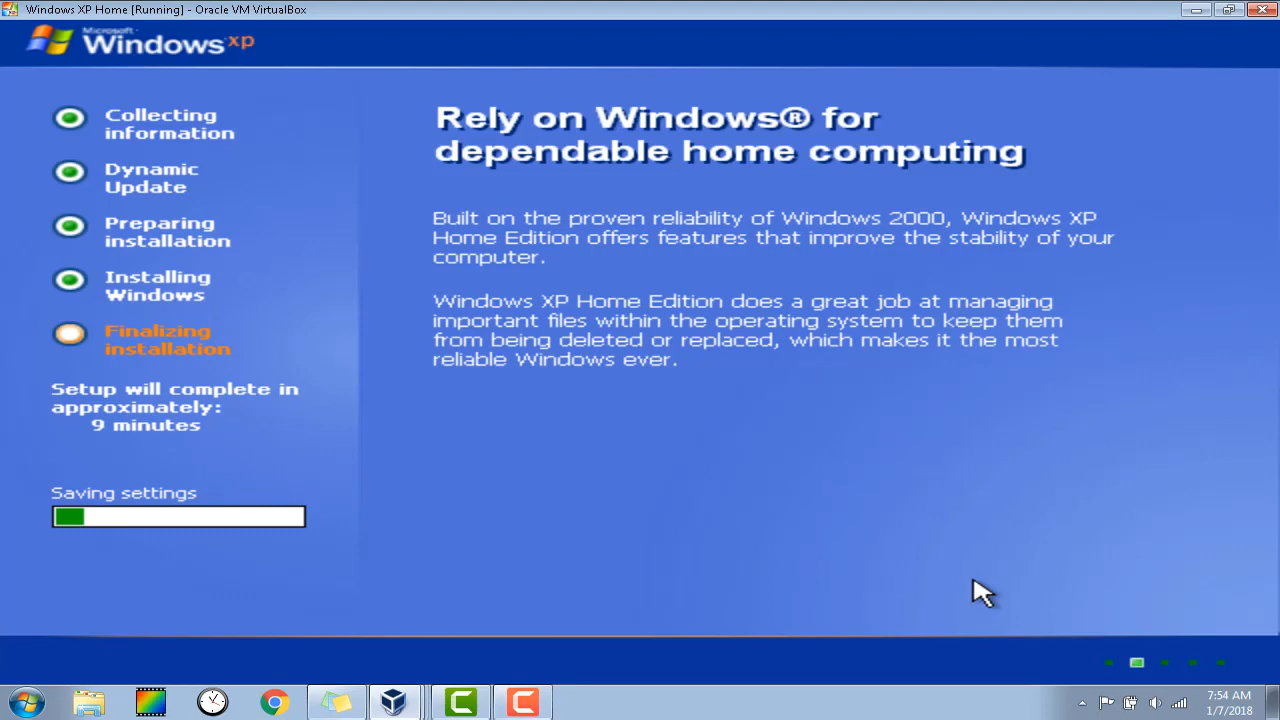 Windows XP Home [Running] - Oracle VM VirtualBox
Microsoft
Windows xp
Collecting
information
Dynamic
Update
Preparing
installation
Installing
Windows
Finalizing
installation
Setup will complete in
approximately:
9 minutes
Saving settings
Rely on Windows® for
dependable home computing
Built on the proven reliability of Windows 2000, Windows XP
Home Edition offers features that improve the stability of your
computer.
Windows XP Home Edition does a great job at managing
important files within the operating system to keep them
from being deleted or replaced, which makes it the most
reliable Windows ever.
7:54 AM
1/7/2018